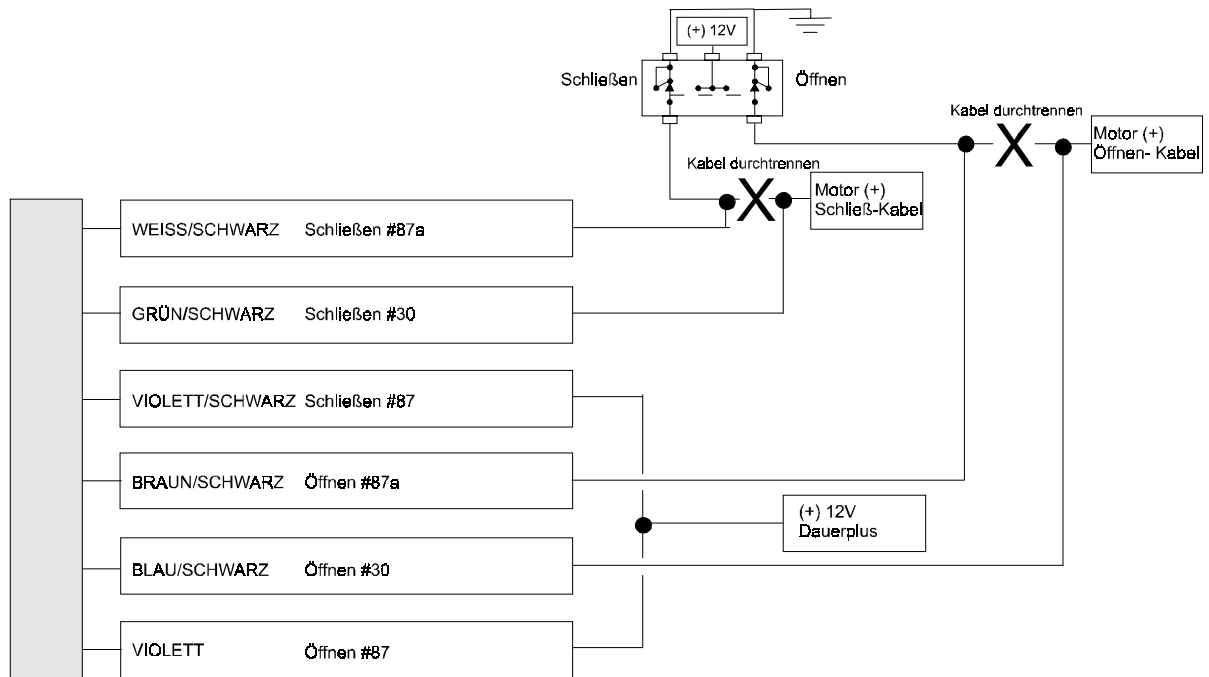 (+) 12V
Schließen
Öffnen
Kabel durchtrennen
Motor (+)
Öffnen- Kabel
Kabel durchtrennen
Motor (+)
Schließ-Kabel
WEISS/SCHWARZ Schließen #87a
GRÜN/SCHWARZ Schließen #30
VIOLETT/SCHWARZ Schließen #87
BRAUN/SCHWARZ Öffnen #87a
(+) 12V
Dauerplus
BLAU/SCHWARZ Öffnen #30
VIOLETT Öffnen #87